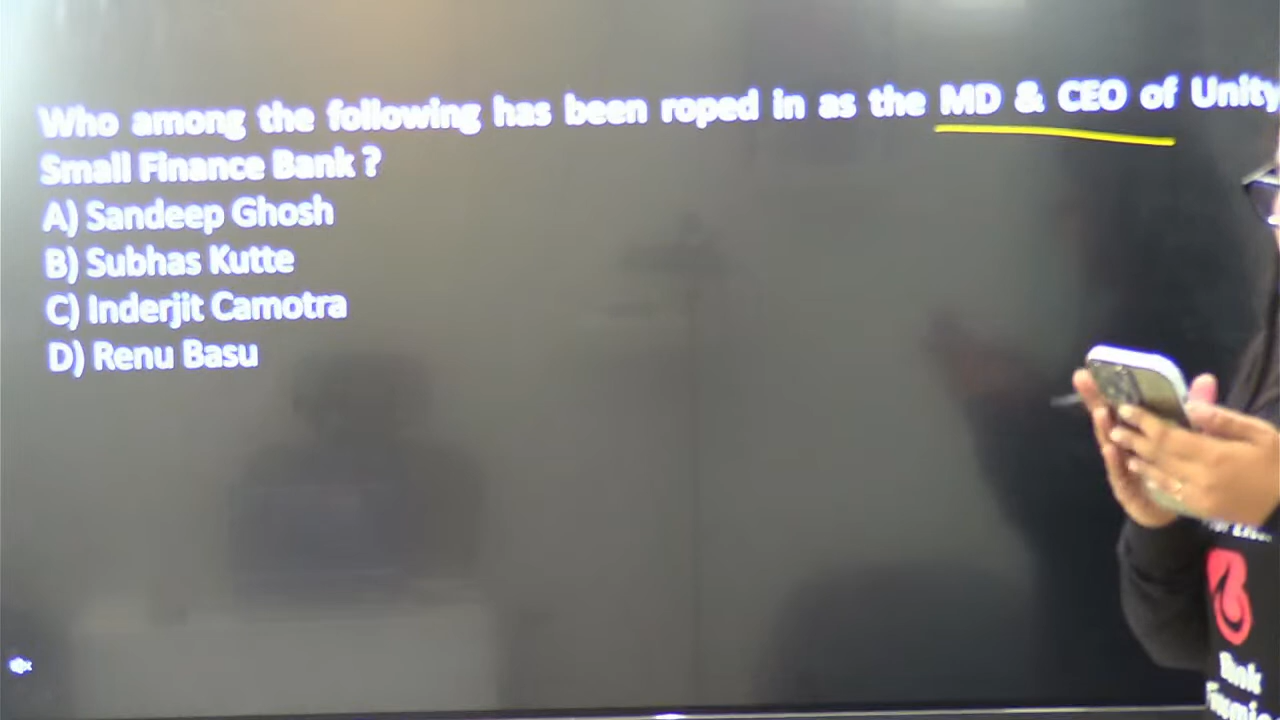 Who among the following has been roped in as the MD & CEO of Unity
Small Finance Bank ?
A) Sandeep Ghosh
B) Subhas Kutte
C) Inderjit Camotra
D) Renu Basu